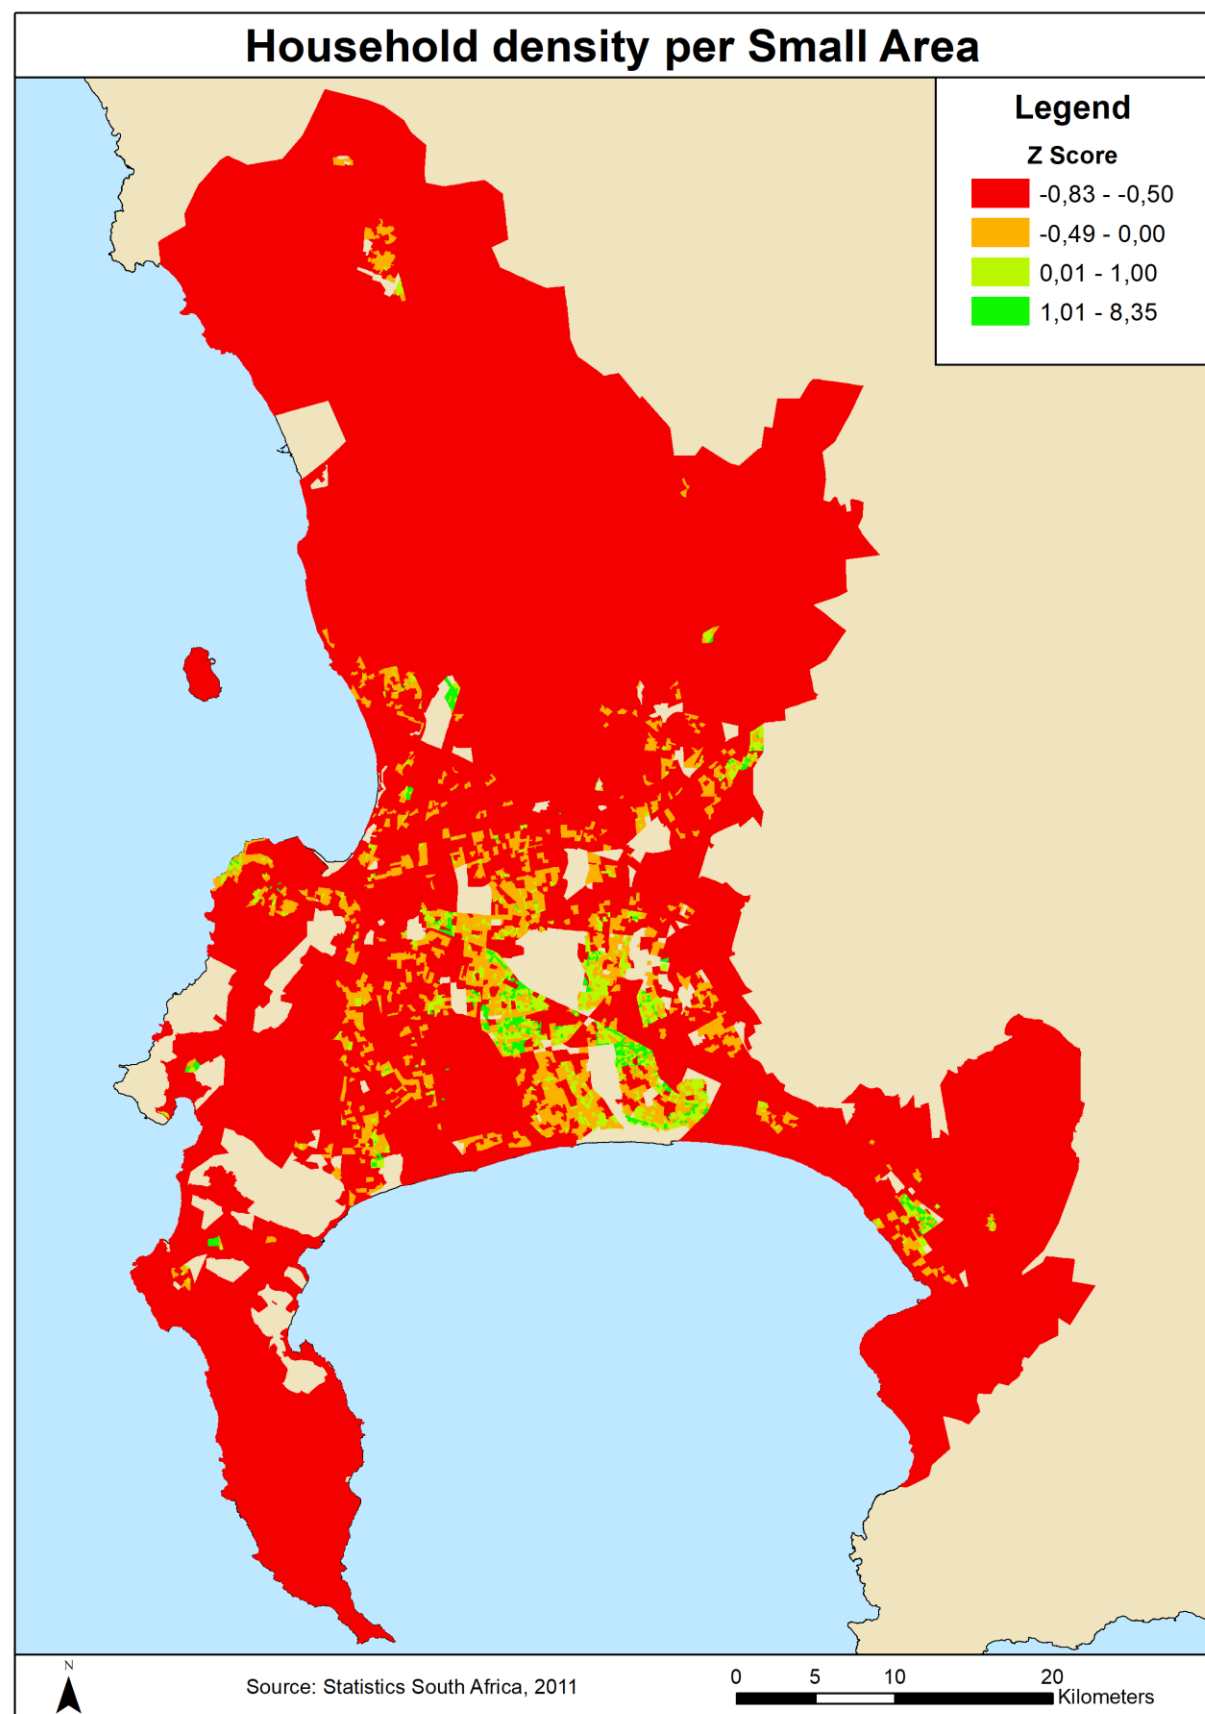 Household density per Small Area
Legend
Z Score
-0,83 - -0,50
-0,49 - 0,00
0,01 - 1,00
1,01 - 8,35
N
Source: Statistics South Africa, 2011
0 5 10 20
Kilometers